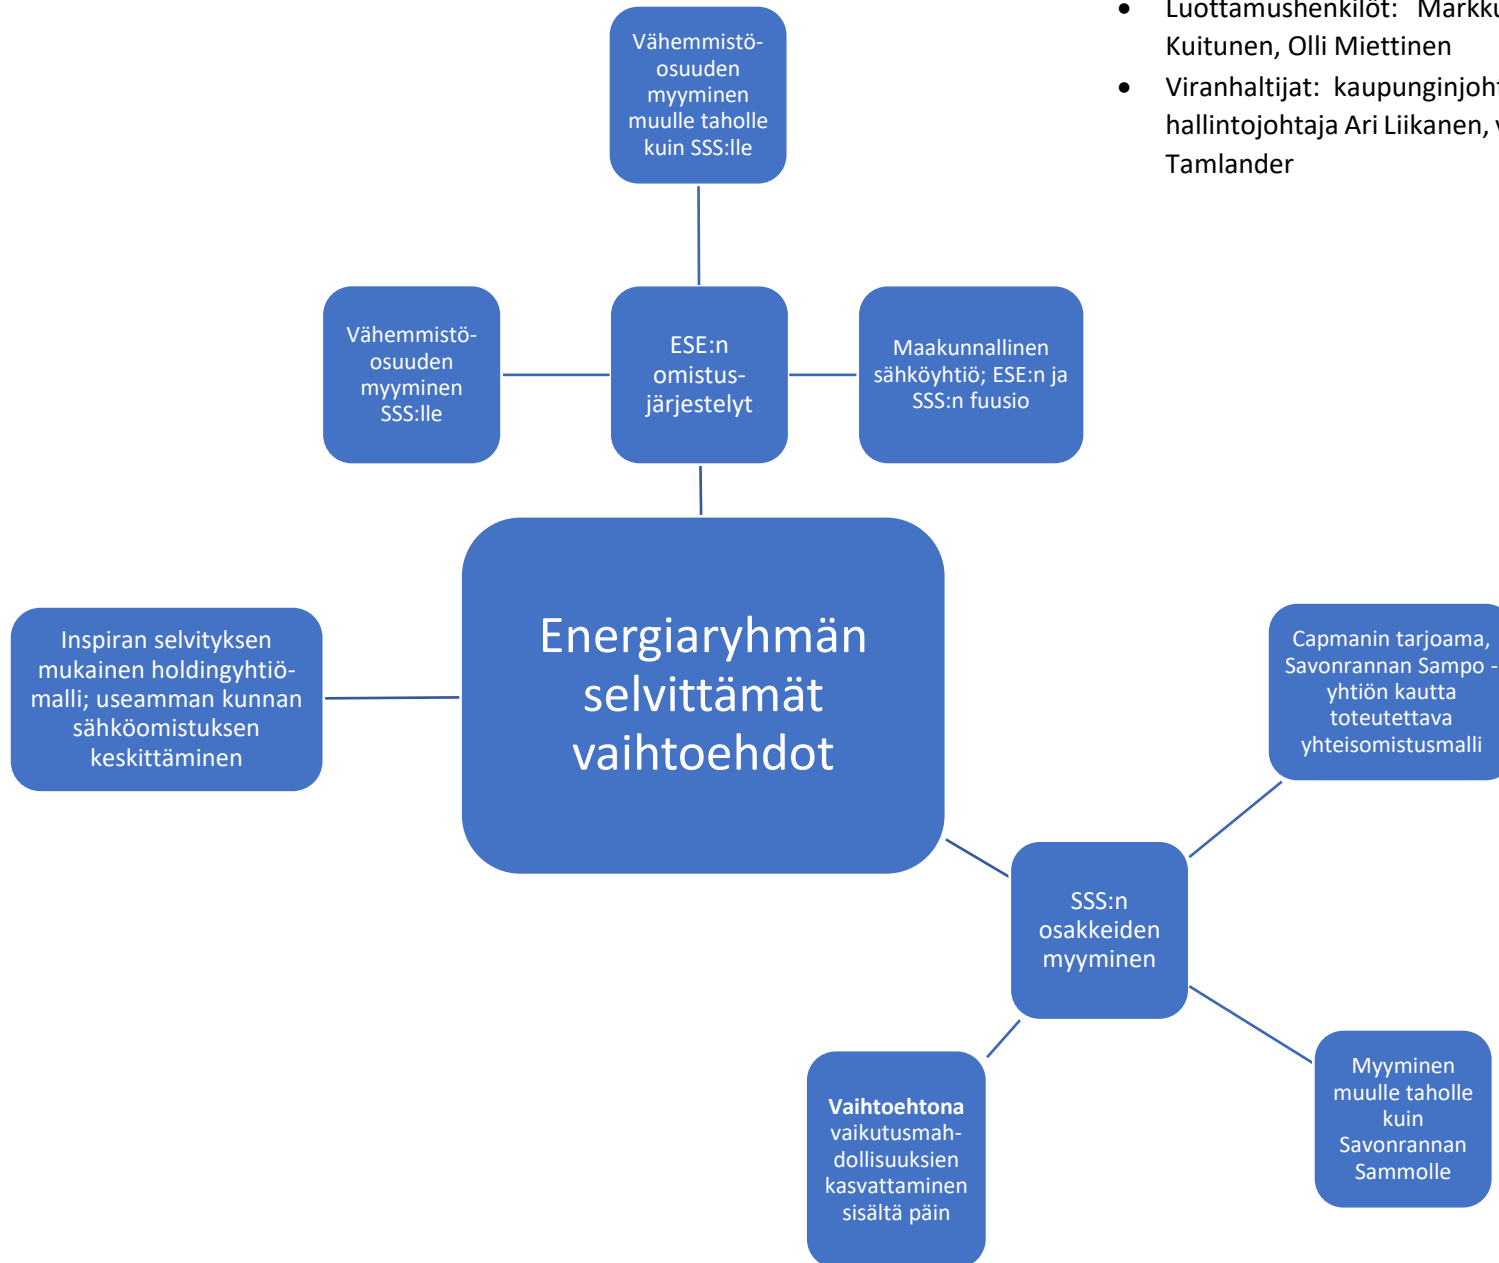 Luottamushenkilöt: Markku
Kuitunen, Olli Miettinen
Viranhaltijat:
hallintojohtaja Ari Liikanen,
Tamlander
Vähemmistö-
osuuden
myyminen
muulle taholle
kuin SSS:lle
Vähemmistö-
osuuden
myyminen
SSS:lle
ESE:n
omistus-
järjestelyt
Maakunnallinen
sähköyhtiö; ESE:n ja
SSS:n fuusio
Energiaryhmän
selvittämät
vaihtoehdot
Inspiran selvityksen
mukainen holdingyhtiö-
malli; useamman kunnan
sähköomistuksen
keskittäminen
Capmanin tarjoama,
Savonrannan Sampo -
yhtiön kautta
toteutettava
yhteisomistusmalli
SSS:n
osakkeiden
myyminen
Vaihtoehtona
vaikutusmah-
dollisuuksien
kasvattaminen
sisältä päin
Myyminen
muulle taholle
kuin
Savonrannan
Sammolle